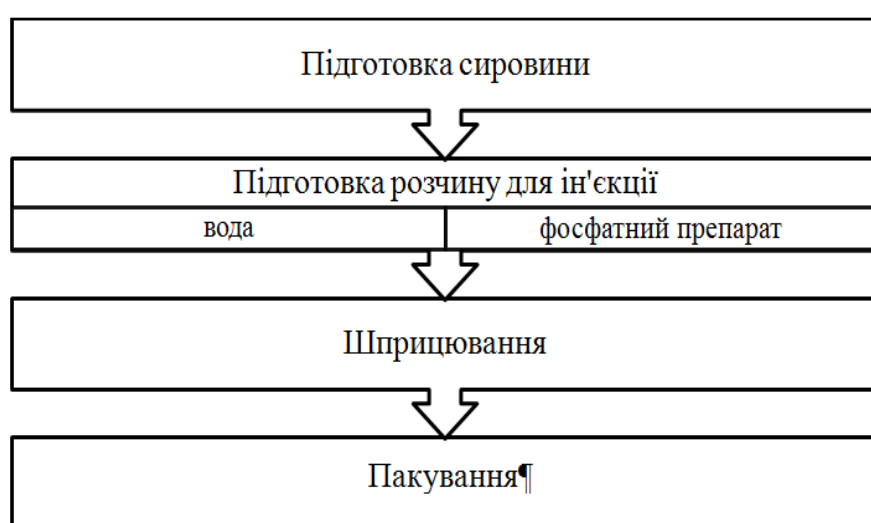 Підготовка сировини
Підготовка розчину для ін'єкції
вода
фосфатний препарат
Шприцювання
Пакування¶